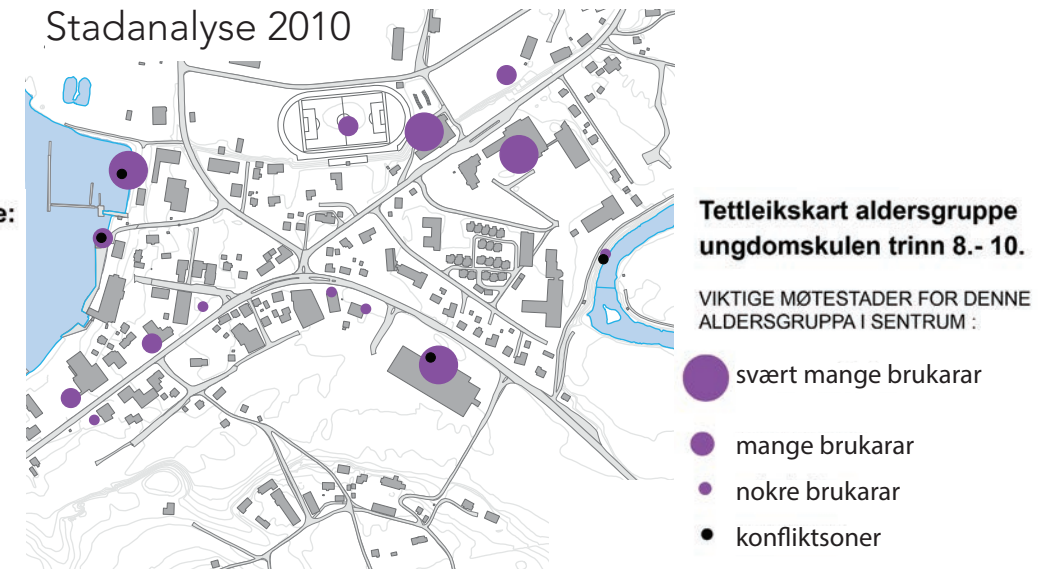 Stadanalyse 2010
e:
Tettleikskart aldersgruppe
ungdomskulen trinn 8.- 10.
VIKTIGE MØTESTADER FOR DENNE
ALDERSGRUPPA I SENTRUM :
svært mange brukarar
mange brukarar
nokre brukarar
konfliktsoner